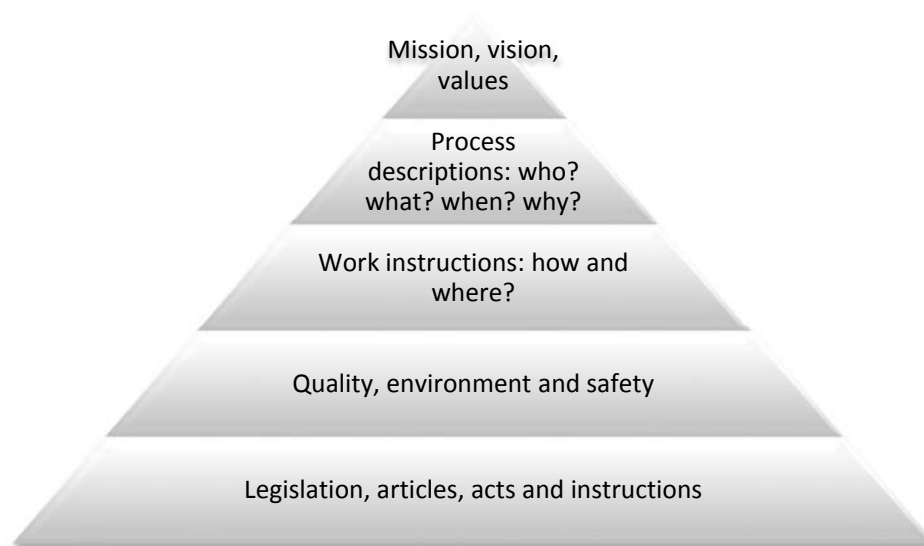 Mission, vision,
values
Process
descriptions: who?
what? when? why?
Work instructions: how and
where?
Quality, environment and safety
Legislation, articles, acts and instructions